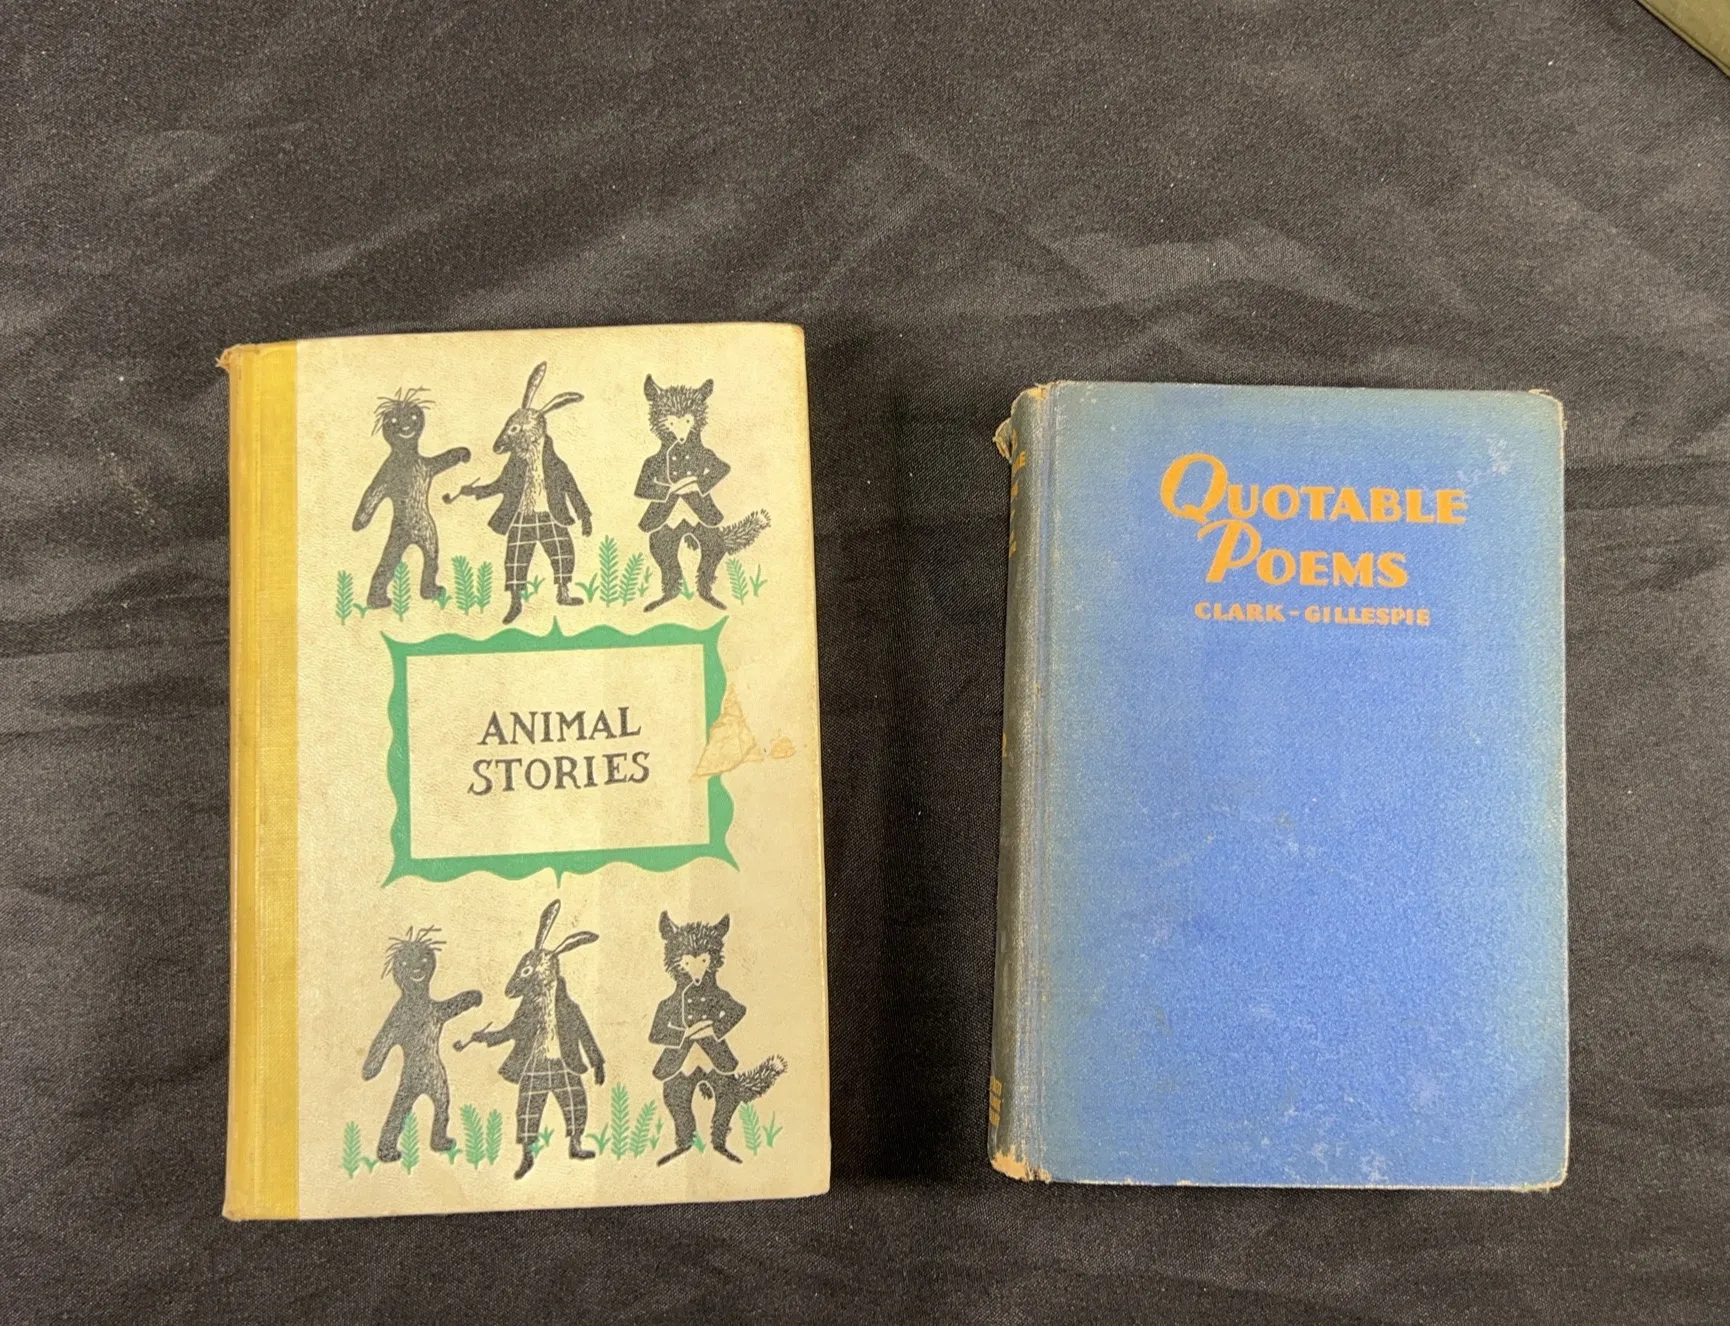 ANIMAL
STORIES
QUOTABLE
POEMS
CLARK-GILLESPIE